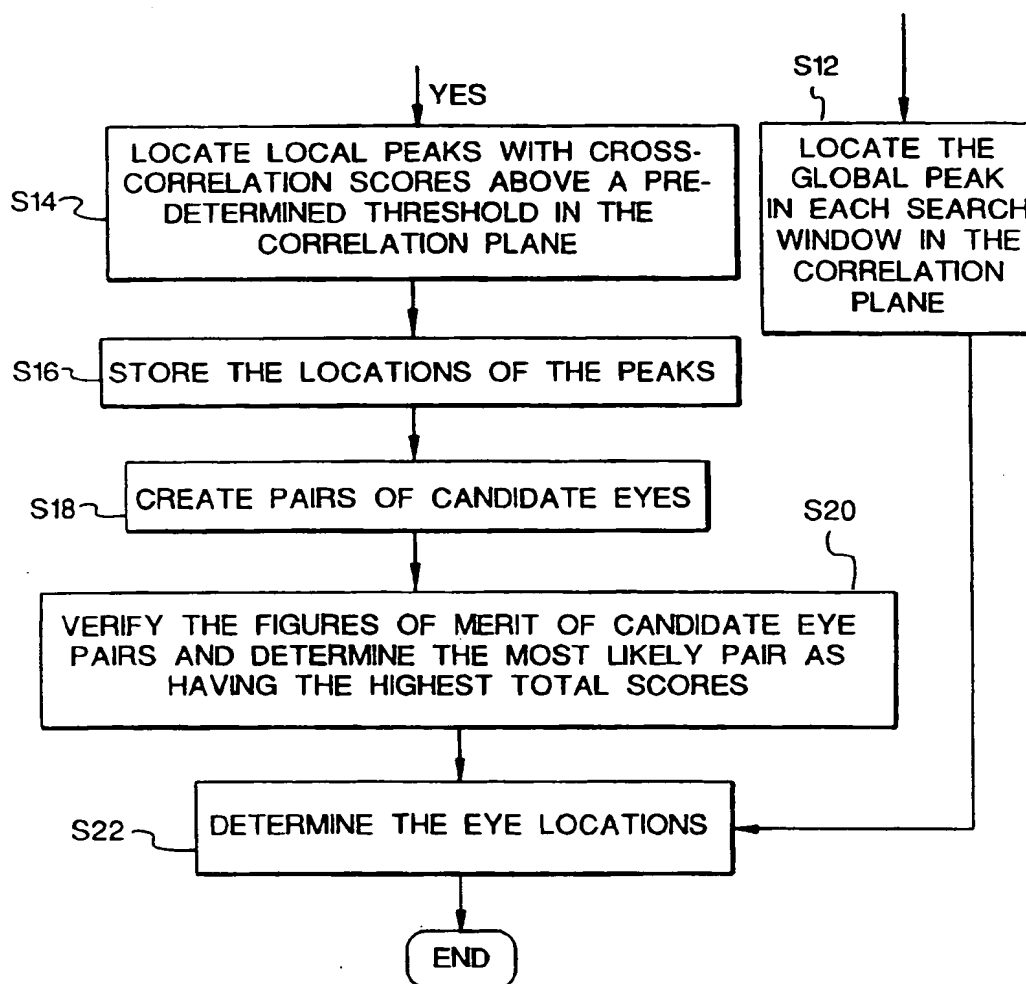 YES
S12
S14
LOCATE LOCAL PEAKS WITH CROSS-
CORRELATION SCORES ABOVE A PRE-
DETERMINED THRESHOLD IN THE
CORRELATION PLANE
LOCATE THE
GLOBAL PEAK
IN EACH SEARCH
WINDOW IN THE
CORRELATION
PLANE
S16
STORE THE LOCATIONS OF THE PEAKS
S18
CREATE PAIRS OF CANDIDATE EYES
S20
VERIFY THE FIGURES OF MERIT OF CANDIDATE EYE
PAIRS AND DETERMINE THE MOST LIKELY PAIR AS
HAVING THE HIGHEST TOTAL SCORES
S22
DETERMINE THE EYE LOCATIONS
END